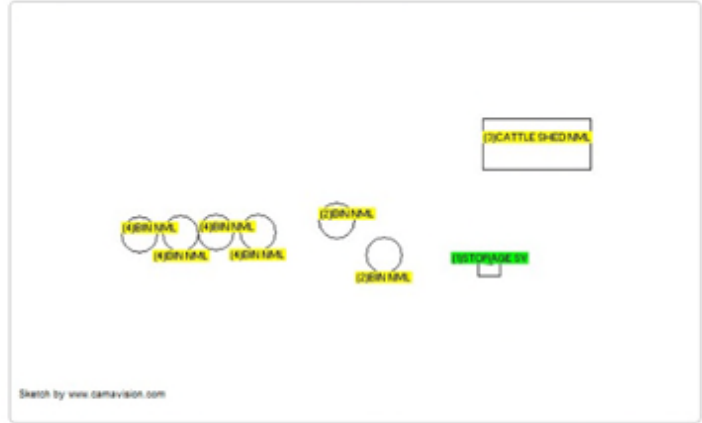 (3)CATTLE SHED NML
(2)BIN NML
(4)BIN NML
(4)BIN NML
(4)BIN NML
(4)BIN NML
(1)STORAGE SY
(2)BIN NML
Sketch by www.camavision.com